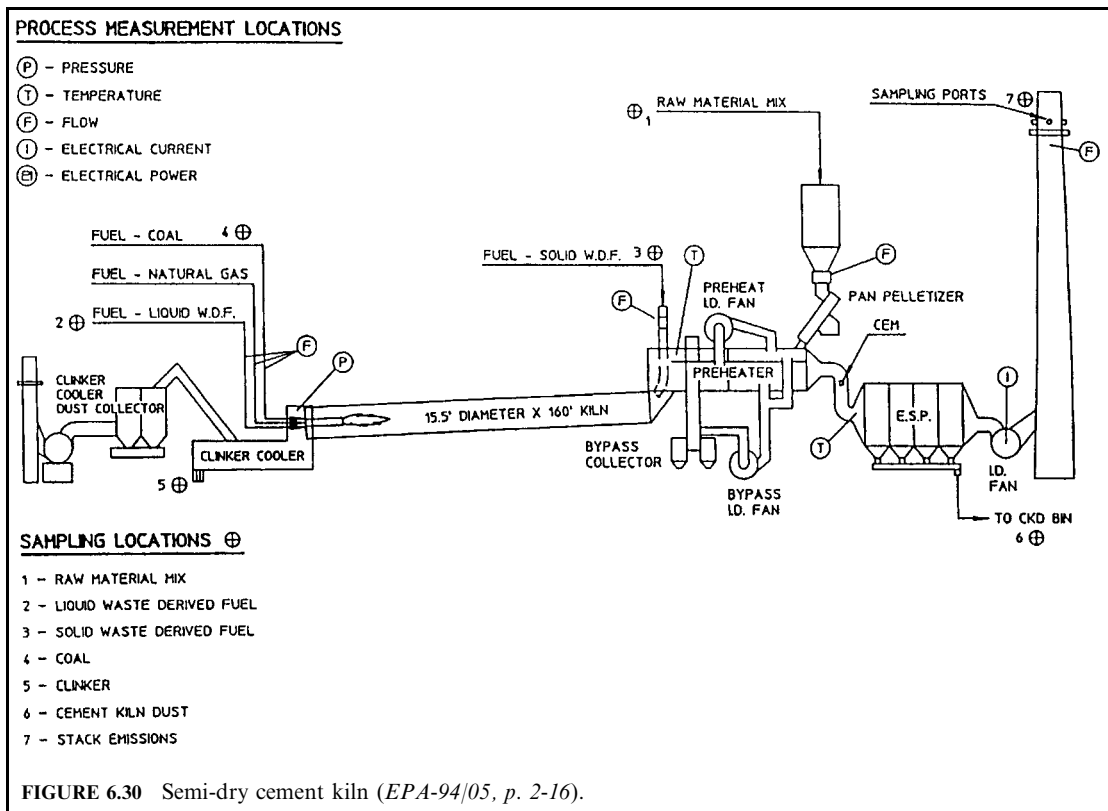 PROCESS MEASUREMENT LOCATIONS
P - PRESSURE
T - TEMPERATURE
F - FLOW
I - ELECTRICAL CURRENT
- ELECTRICAL POWER
RAW MATERIAL MIX
1
SAMPLING PORTS
7
F
FUEL - COAL
4
FUEL - NATURAL GAS
FUEL - LIQUID W.D.F.
2
F
P
FUEL - SOLID W.D.F.
3
T
F
PREHEAT
I.D. FAN
F
PAN PELLETIZER
CEM
CLINKER
COOLER
DUST COLLECTOR
CLINKER COOLER
5
15.5' DIAMETER X 160' KILN
PREHEATER
BYPASS
COLLECTOR
BYPASS
I.D. FAN
T
E.S.P.
I
I.D.
FAN
TO CKD BIN
6
SAMPLING LOCATIONS
1 - RAW MATERIAL MIX
2 - LIQUID WASTE DERIVED FUEL
3 - SOLID WASTE DERIVED FUEL
4 - COAL
5 - CLINKER
6 - CEMENT KILN DUST
7 - STACK EMISSIONS
FIGURE 6.30 Semi-dry cement kiln (EPA-94/05, p. 2-16).